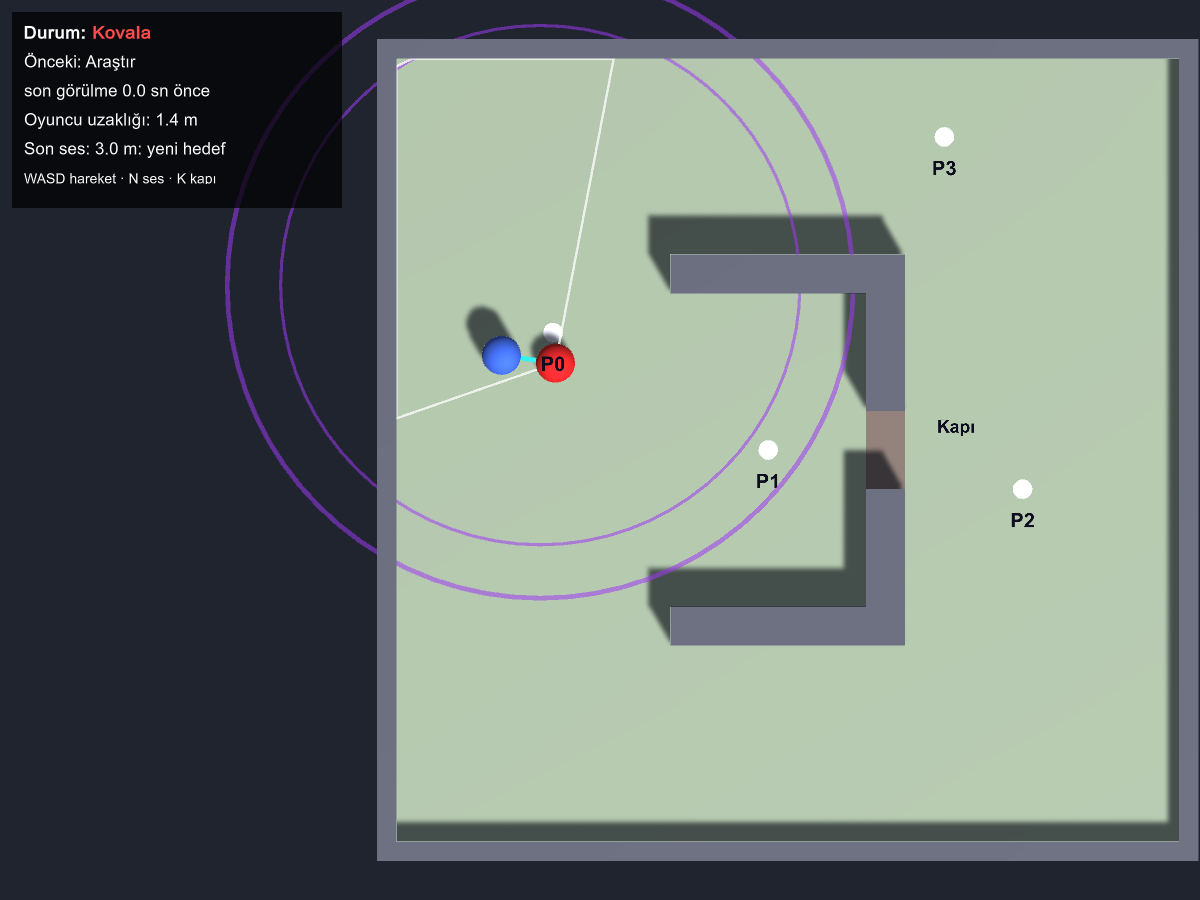 Durum: Kovala
Önceki: Araştır
son görülme 0.0 sn önce
Oyuncu uzaklığı: 1.4 m
Son ses: 3.0 m: yeni hedef
WASD hareket · N ses · K kapı
P3
P0
Kapı
P1
P2